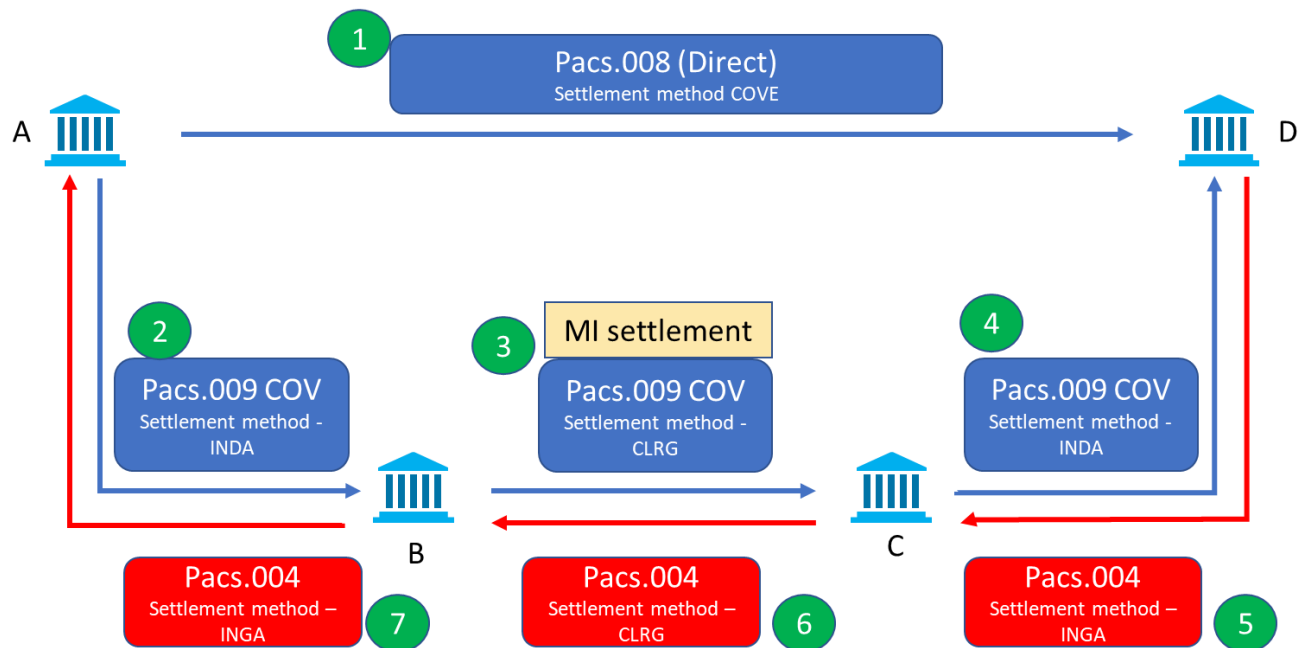 1
Pacs.008 (Direct)
Settlement method COVE
A
D
2
Pacs.009 COV
Settlement method -
INDA
3
MI settlement
Pacs.009 COV
Settlement method -
CLRG
4
Pacs.009 COV
Settlement method -
INDA
B
C
Pacs.004
Settlement method –
INGA
7
Pacs.004
Settlement method –
CLRG
6
Pacs.004
Settlement method –
INGA
5